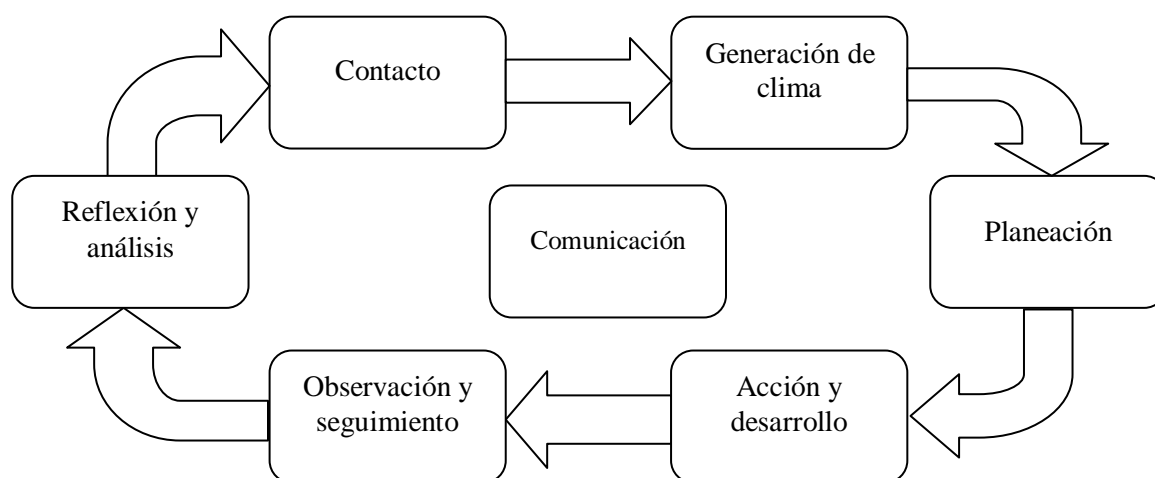 Contacto
Generación de
clima
Reflexión y
análisis
Comunicación
Planeación
Observación y
seguimiento
Acción y
desarrollo